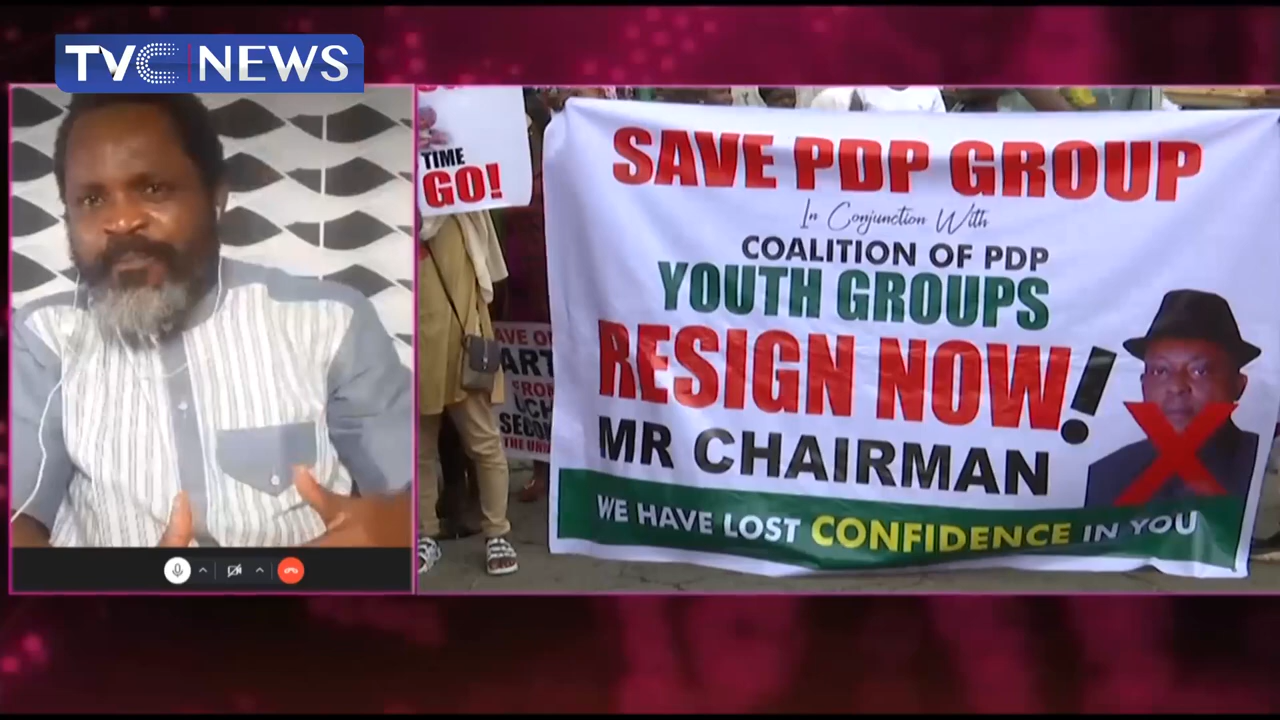 TVC NEWS
TIME
GO!
SAVE PDP GROUP
In Conjunction With
COALITION OF PDP
YOUTH GROUPS
RESIGN NOW!
MR CHAIRMAN
WE HAVE LOST CONFIDENCE IN YOU